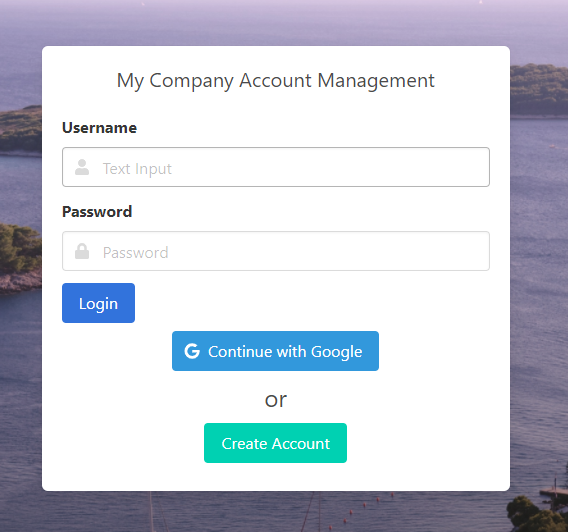 My Company Account Management
Username
Text Input
Password
Password
Login
Continue with Google
or
Create Account